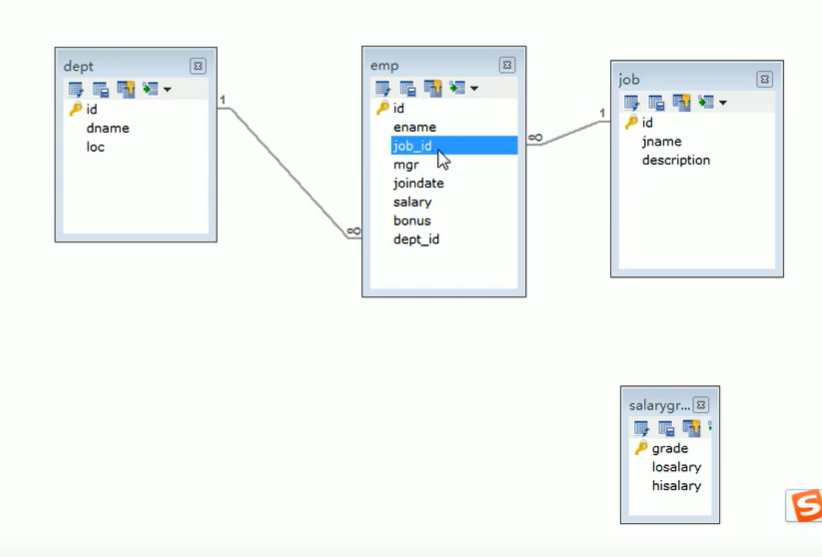 dept
id
dname
loc
1
∞
emp
id
ename
job_id
mgr
joindate
salary
bonus
dept_id
∞
1
job
id
jname
description
salarygr...
grade
losalary
hisalary
S